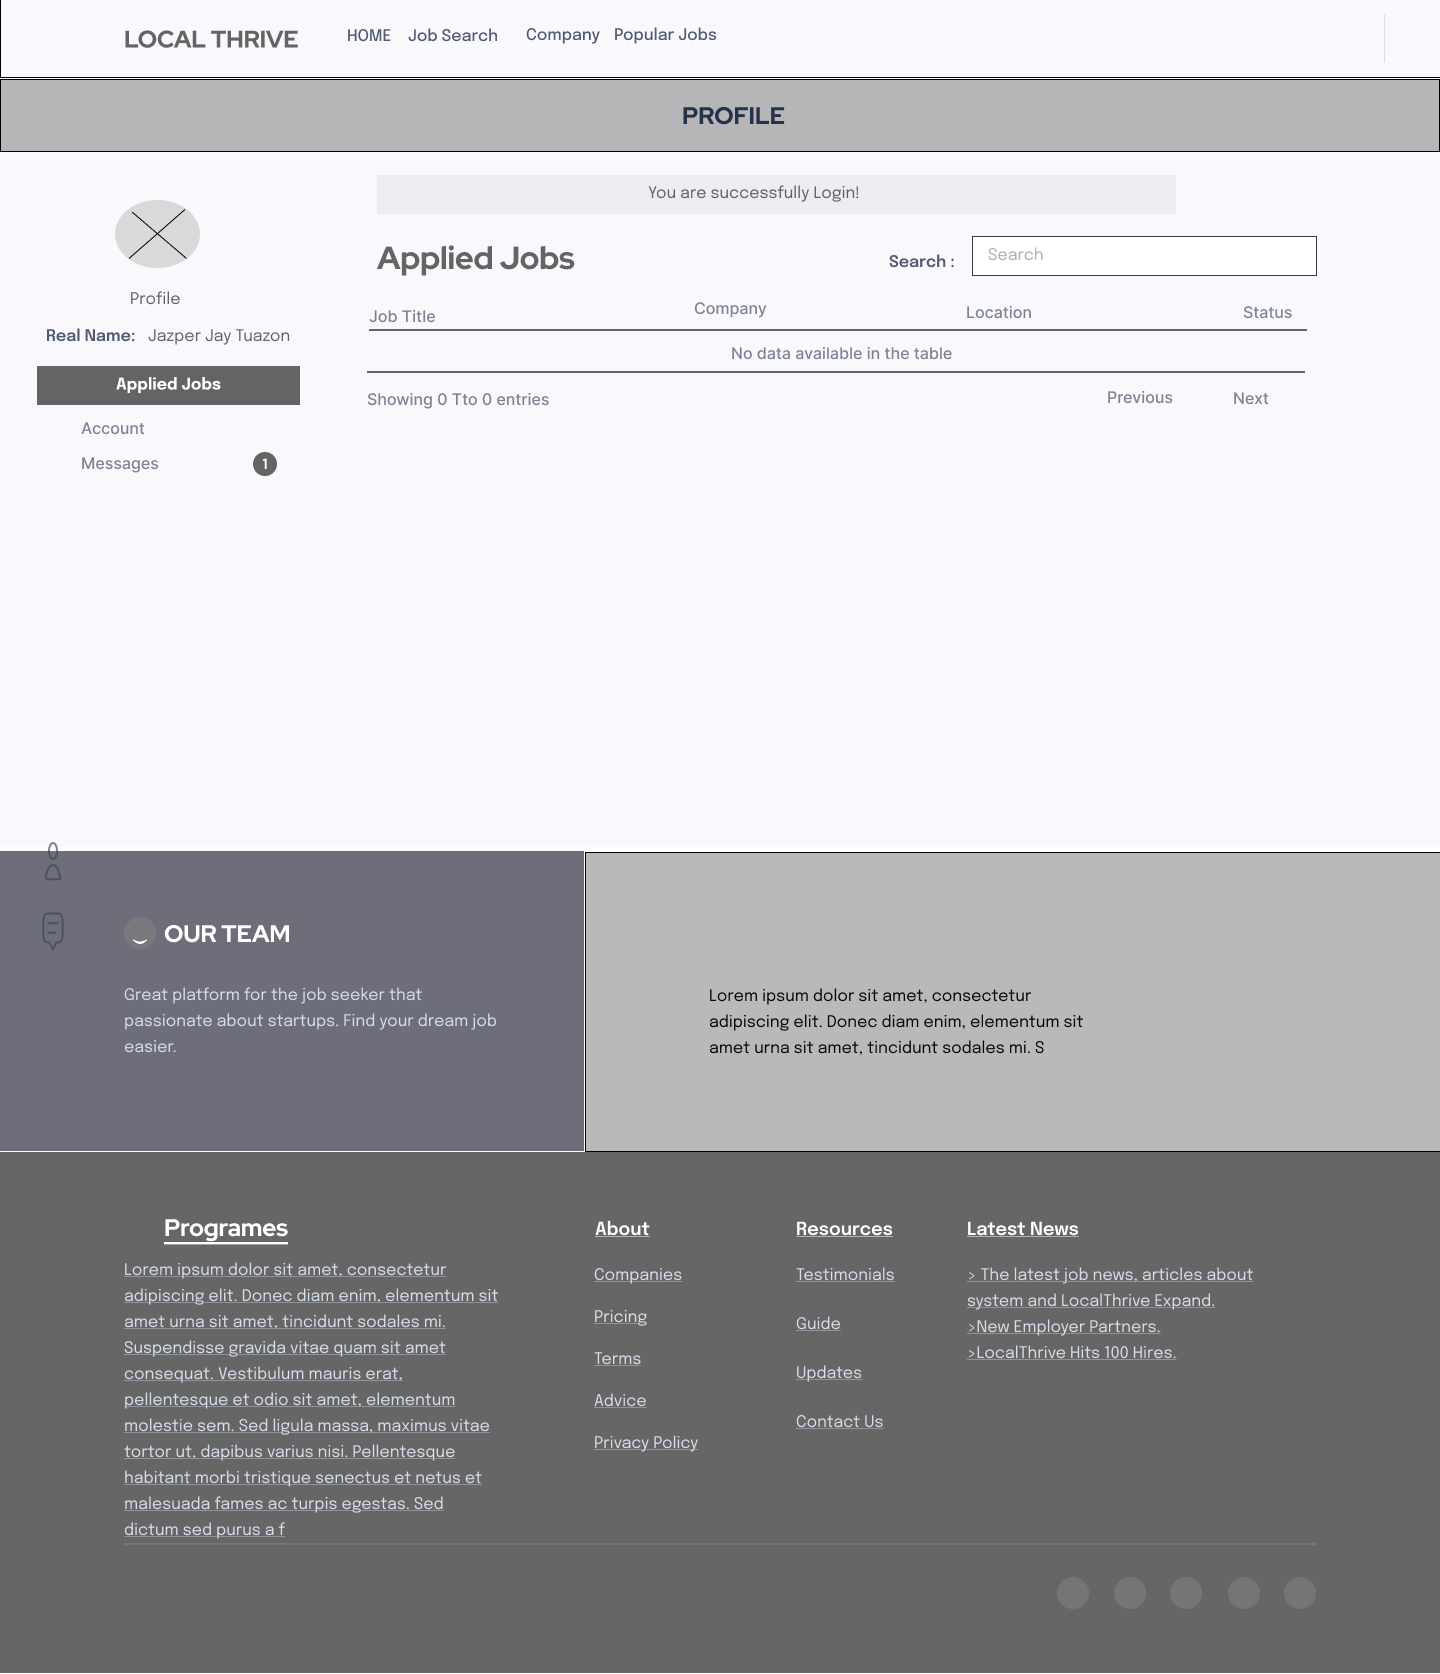 LOCAL THRIVE HOME Job Search Company Popular Jobs
PROFILE
You are successfully Login!
Profile
Real Name: Jazper Jay Tuazon
Applied Jobs
Account
Messages 1
Applied Jobs
Search : Search
Job Title Company Location Status
No data available in the table
Showing 0 Tto 0 entries Previous Next
OUR TEAM
Great platform for the job seeker that
passionate about startups. Find your dream job
easier.
Lorem ipsum dolor sit amet, consectetur
adipiscing elit. Donec diam enim, elementum sit
amet urna sit amet, tincidunt sodales mi. S
Programes
Lorem ipsum dolor sit amet, consectetur
adipiscing elit. Donec diam enim, elementum sit
amet urna sit amet, tincidunt sodales mi.
Suspendisse gravida vitae quam sit amet
consequat. Vestibulum mauris erat,
pellentesque et odio sit amet, elementum
molestie sem. Sed ligula massa, maximus vitae
tortor ut, dapibus varius nisi. Pellentesque
habitant morbi tristique senectus et netus et
malesuada fames ac turpis egestas. Sed
dictum sed purus a f
About
Companies
Pricing
Terms
Advice
Privacy Policy
Resources
Testimonials
Guide
Updates
Contact Us
Latest News
> The latest job news, articles about
system and LocalThrive Expand.
>New Employer Partners.
>LocalThrive Hits 100 Hires.